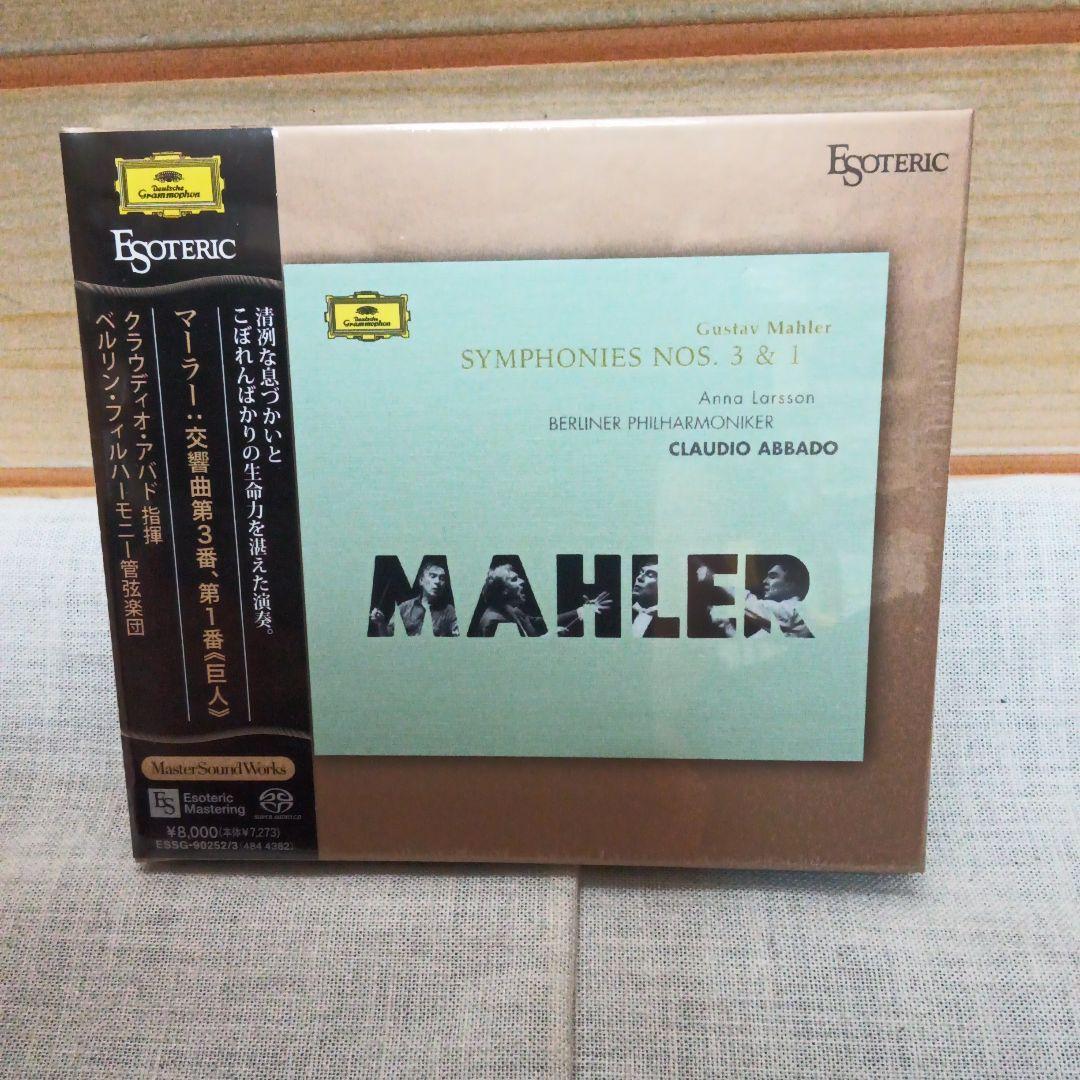 Deutsche
Grammophon
ESOTERIC
清冽な息づかいと
こぼれんばかりの生命力を湛えた演奏。
マーラー:交響曲第3番、第1番《巨人》
クラウディオ・アバド 指揮
ベルリン・フィルハーモニー管弦楽団
MasterSoundWorks
ES
Esoteric
Mastering
SUPER AUDIO CD
¥8,000(本体¥7,273)
ESSG-90252/3(484 4382)
ESOTERIC
Deutsche
Grammophon
Gustav Mahler
SYMPHONIES NOS. 3 & 1
Anna Larsson
BERLINER PHILHARMONIKER
CLAUDIO ABBADO
MAHLER